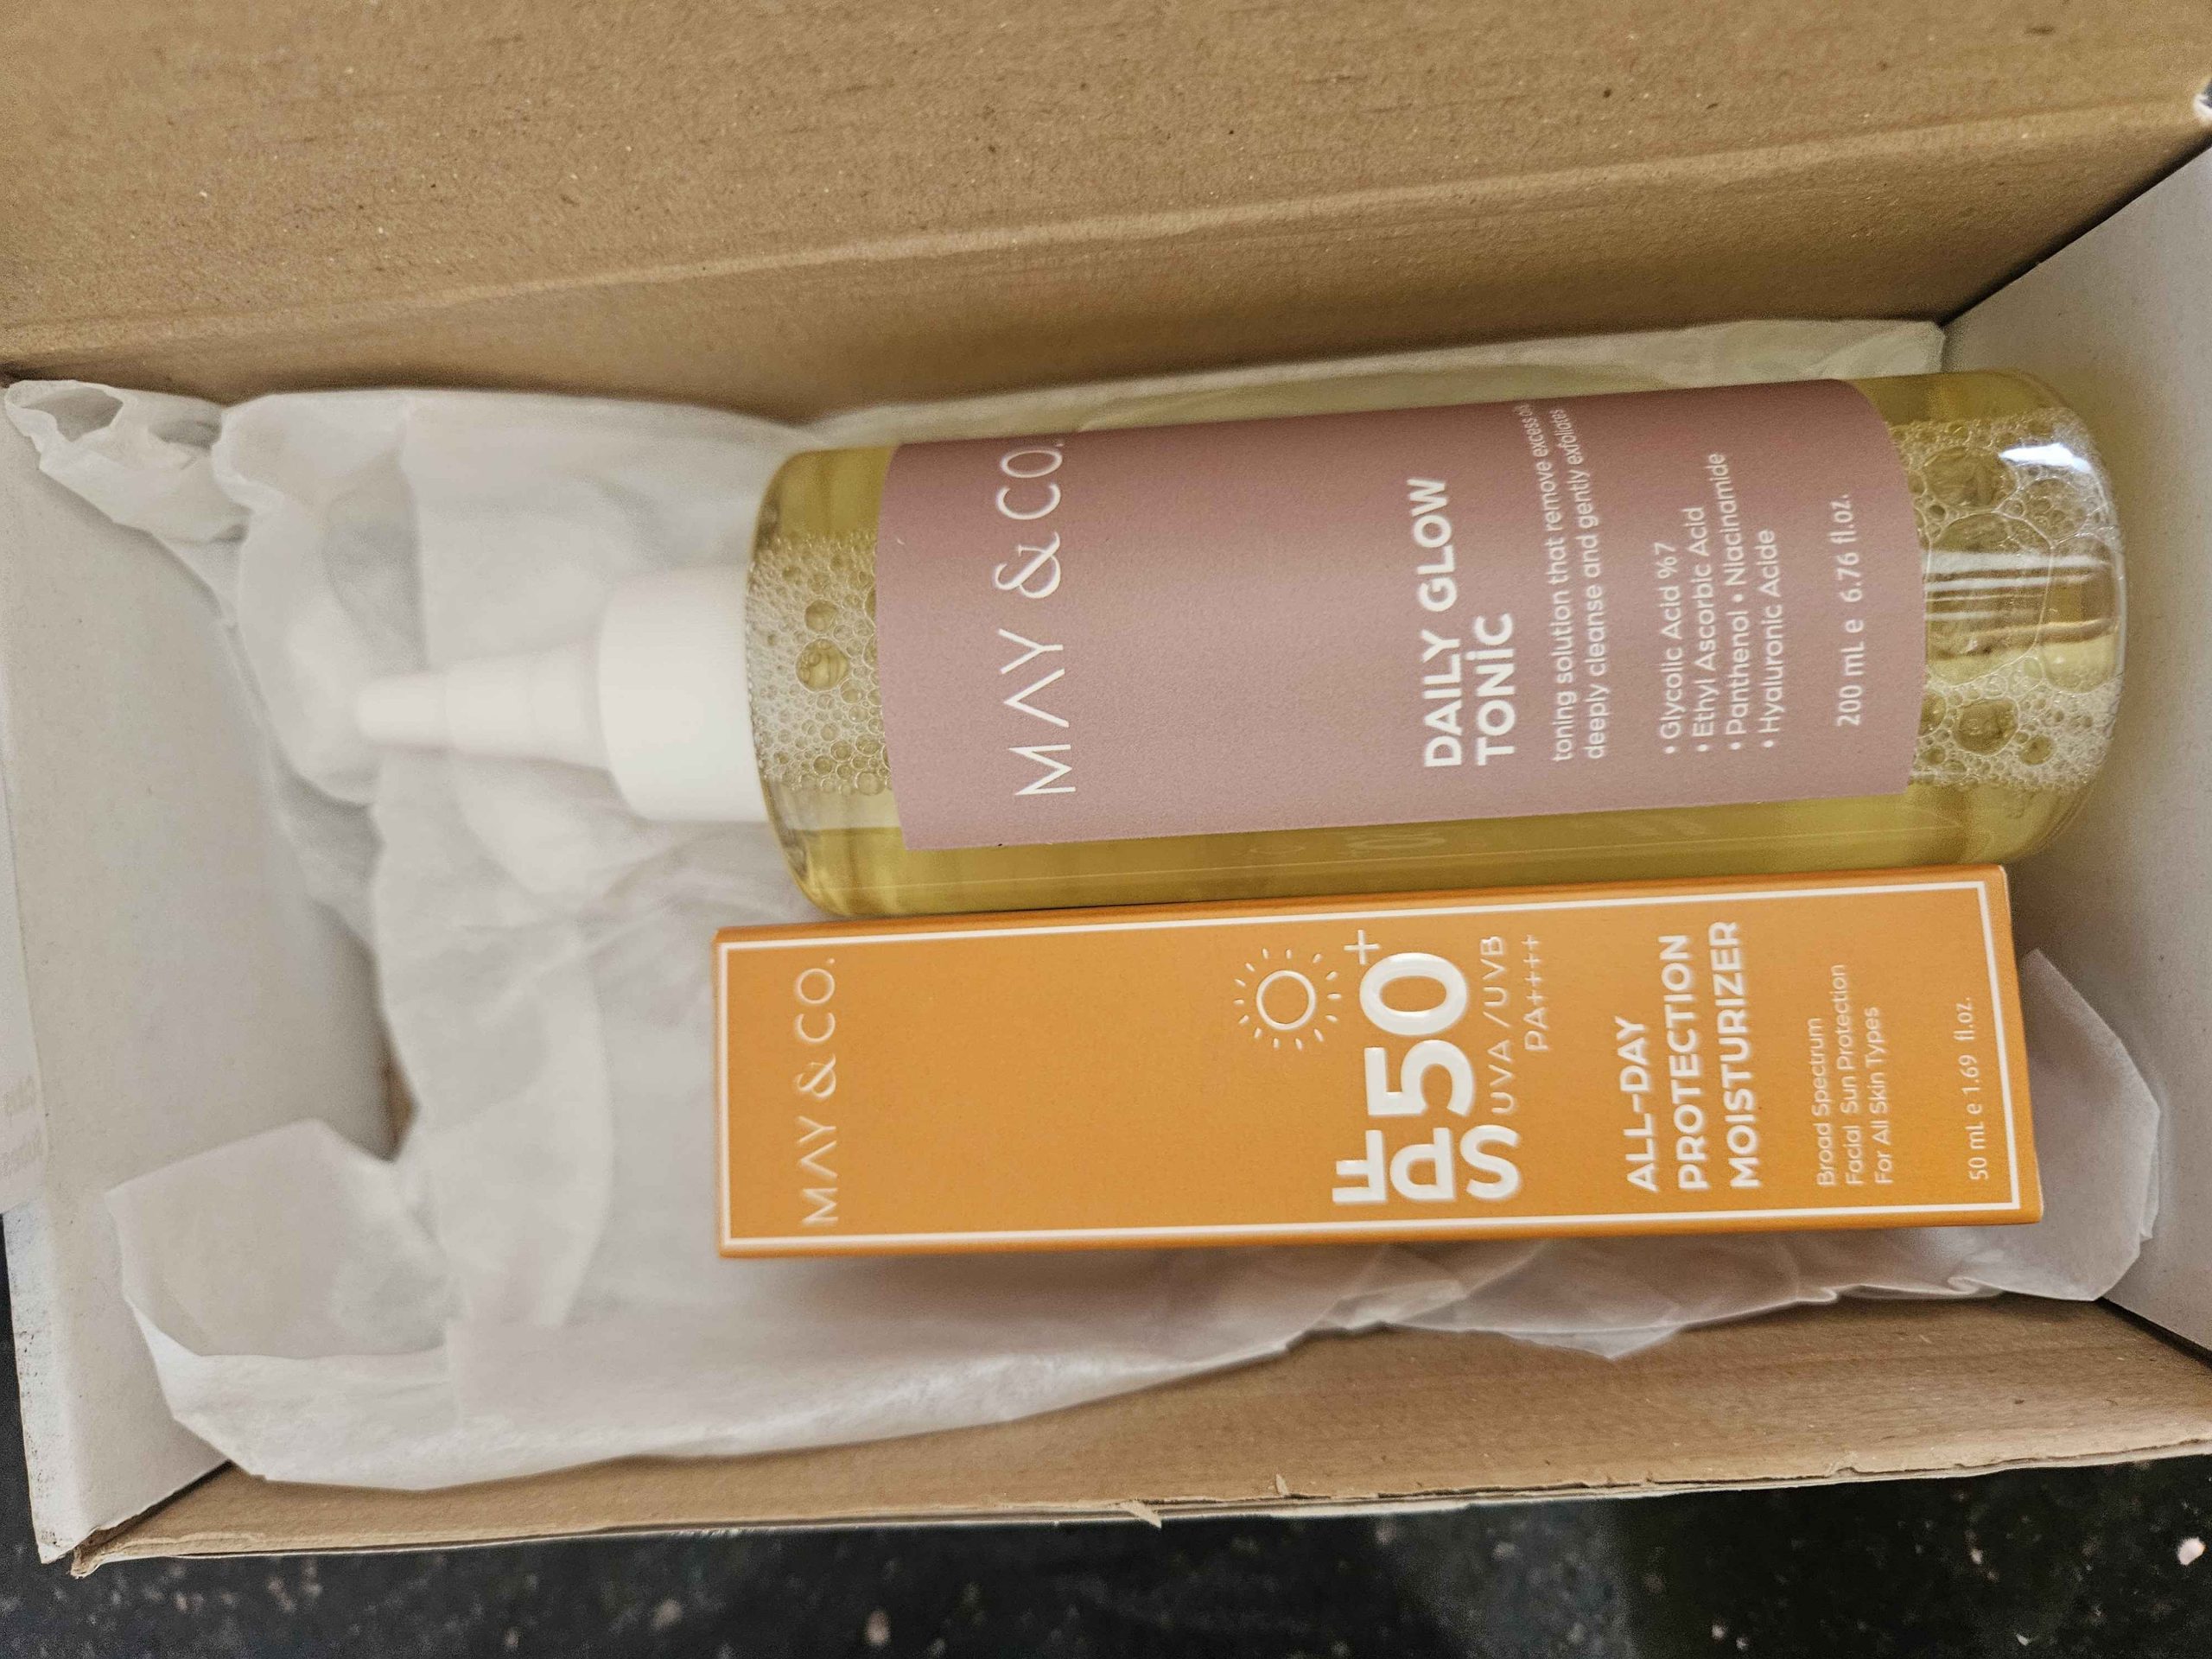 MAY & CO.
DAILY GLOW
TONİC
toning solution that remove excess oil,
deeply cleanse and gently exfoliates
• Glycolic Acid %7
• Ethyl Ascorbic Acid
• Panthenol • Niacinamide
• Hyaluronic Acide
200 mL e 6.76 fl.oz.
MAY & CO.
SPF 50+
UVA/UVB
PA++++
ALL-DAY
PROTECTION
MOISTURIZER
Broad Spectrum
Facial Sun Protection
For All Skin Types
50 mL e 1.69 fl.oz.